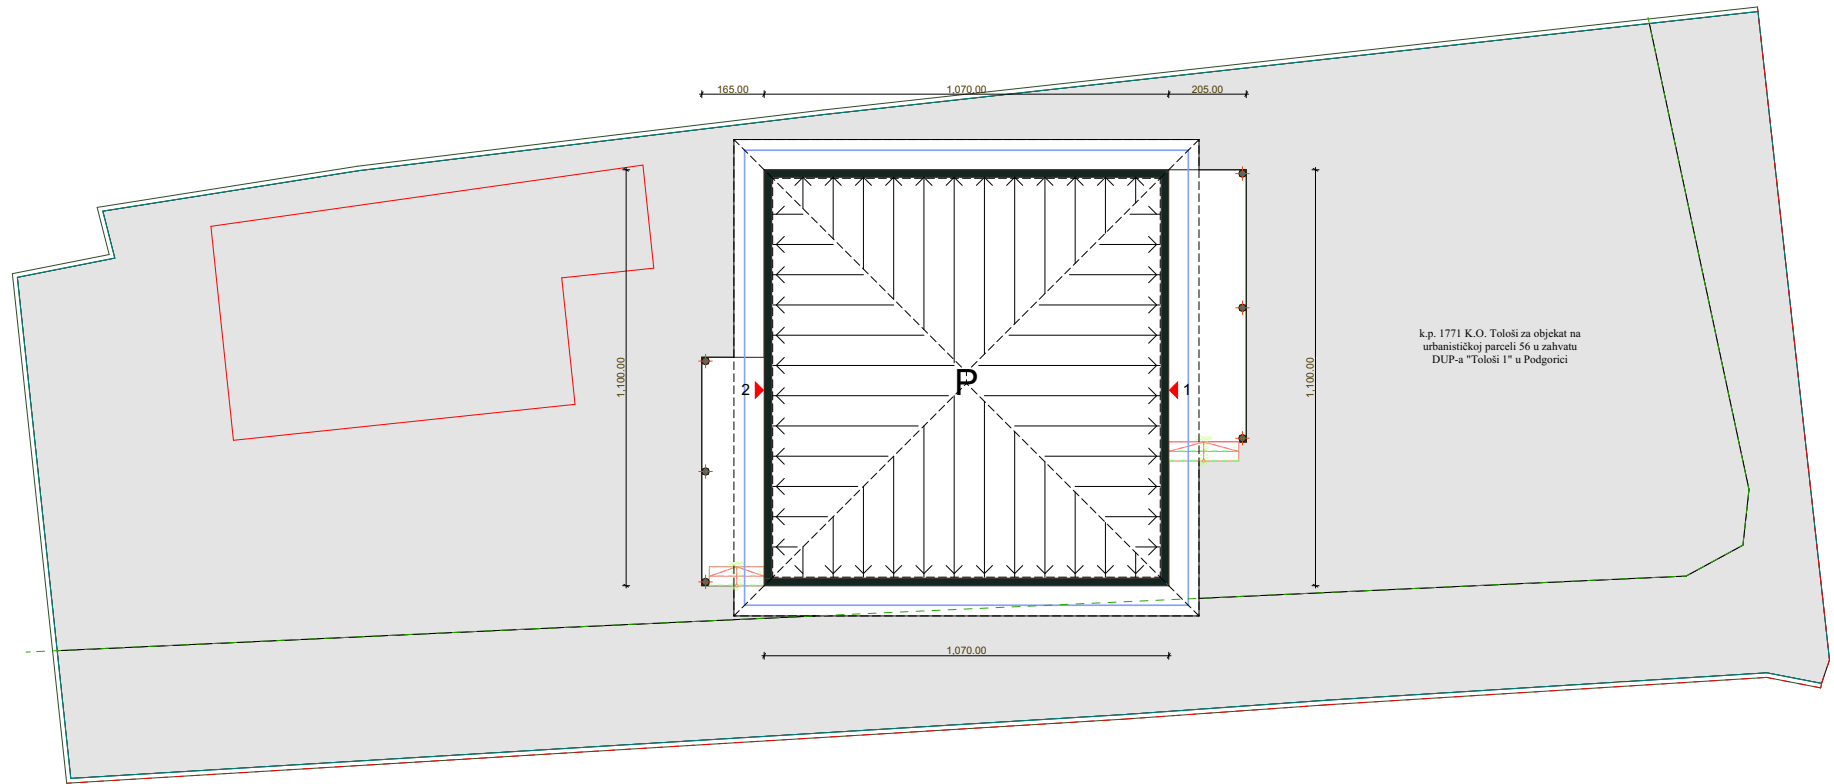 165.00
1,070.00
205.00
1,100.00
P
2
1
1,100.00
k.p. 1771 K.O. Tološi za objekat na
urbanističkoj parceli 56 u zahvatu
DUP-a "Tološi 1" u Podgorici
1,070.00